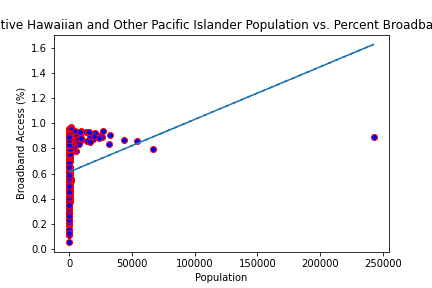 tive Hawaiian and Other Pacific Islander Population vs. Percent Broadba
1.6
1.4
1.2
1.0
0.8
0.6
0.4
0.2
0.0
Broadband Access (%)
0 50000 100000 150000 200000 250000
Population